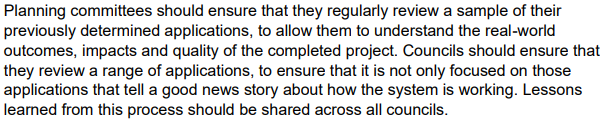 Planning committees should ensure that they regularly review a sample of their
previously determined applications, to allow them to understand the real-world
outcomes, impacts and quality of the completed project. Councils should ensure that
they review a range of applications, to ensure that it is not only focused on those
applications that tell a good news story about how the system is working. Lessons
learned from this process should be shared across all councils.